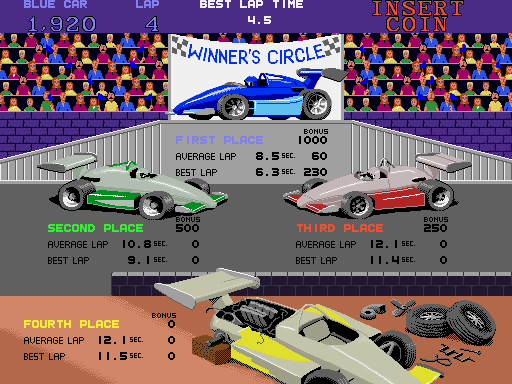 BLUE CAR LAP BEST LAP TIME INSERT
1,920 4 4.5 COIN
WINNER'S CIRCLE
BONUS
FIRST PLACE 1000
AVERAGE LAP 8.5 SEC. 60
BEST LAP 6.3 SEC. 230
BONUS
SECOND PLACE 500
AVERAGE LAP 10.8 SEC. 0
BEST LAP 9.1 SEC. 0
BONUS
THIRD PLACE 250
AVERAGE LAP 12.1 SEC. 0
BEST LAP 11.4 SEC. 0
BONUS
FOURTH PLACE 0
AVERAGE LAP 12.1 SEC. 0
BEST LAP 11.5 SEC. 0